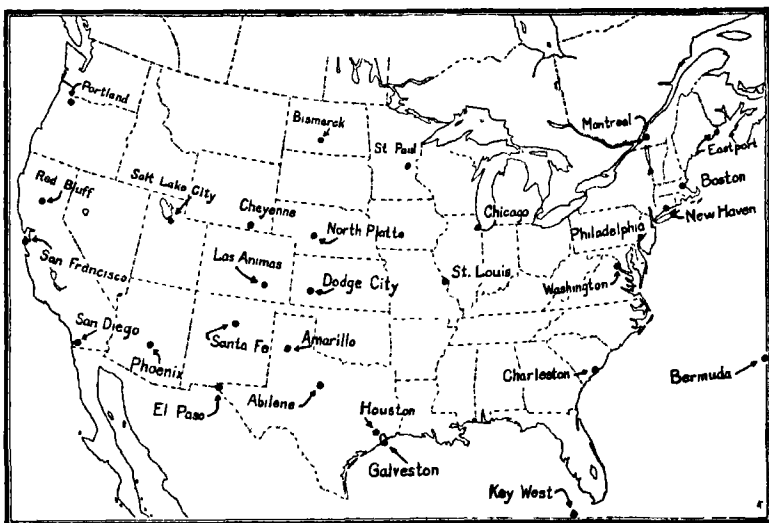 Portland
Bismarck
St Paul
Montreal
Eastport
Boston
New Haven
Red Bluff
Salt Lake City
Cheyenne
North Platte
Chicago
Philadelphia
San Francisco
Las Animas
Dodge City
St. Louis
Washington
San Diego
Phoenix
Santa Fe
Amarillo
Charleston
Bermuda
El Paso
Abilene
Houston
Galveston
Key West